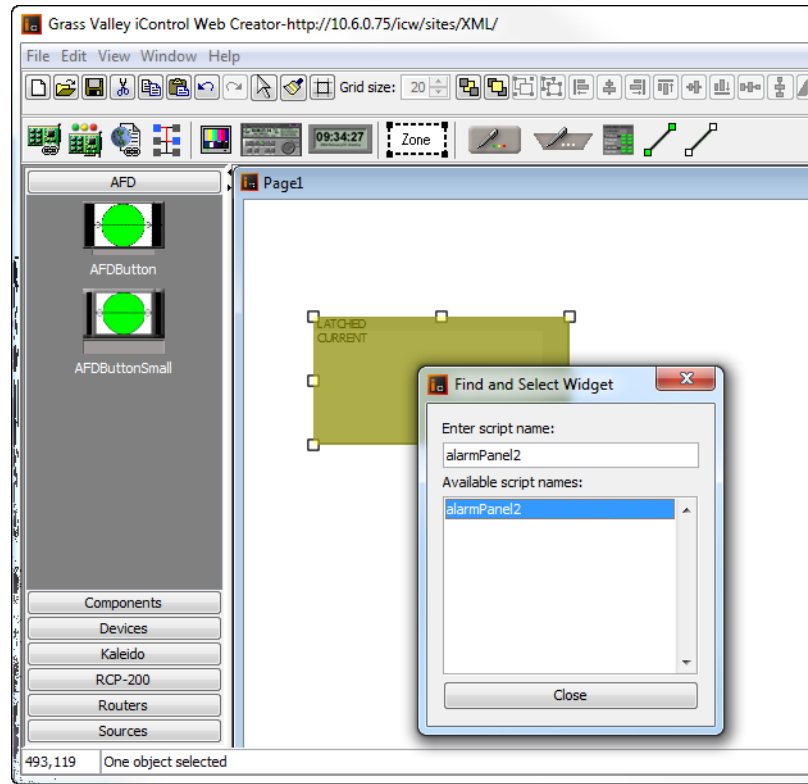 Grass Valley iControl Web Creator-http://10.6.0.75/icw/sites/XML/
File Edit View Window Help
Grid size: 20
09:34:27
Zone
AFD
Page1
AFDButton
AFDButtonSmall
LATCHED
CURRENT
Find and Select Widget
Enter script name:
alarmPanel2
Available script names:
alarmPanel2
Close
Components
Devices
Kaleido
RCP-200
Routers
Sources
493,119 One object selected